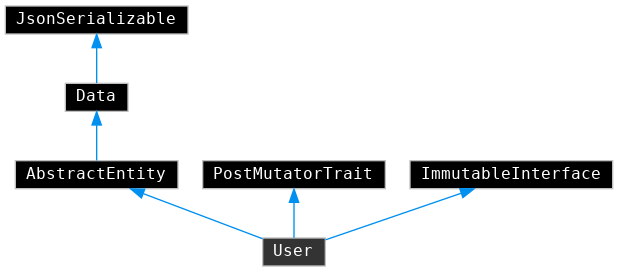 JsonSerializable
Data
AbstractEntity
PostMutatorTrait
ImmutableInterface
User